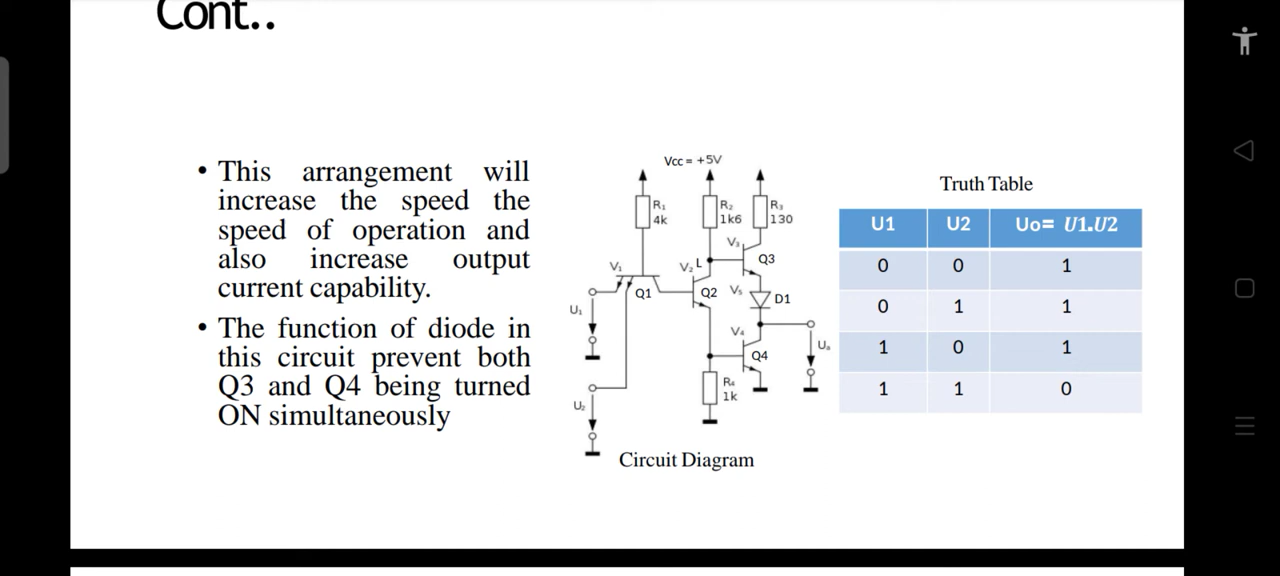 Cont..
• This arrangement will
increase the speed the
speed of operation and
also increase output
current capability.
• The function of diode in
this circuit prevent both
Q3 and Q4 being turned
ON simultaneously
Vcc = +5V
R₁
4k
R₂
1k6
R₃
130
V₃
Q3
V₁
V₂
L
Q1
Q2
V₅
D1
U₁
V₄
Q4
Uₐ
R₄
1k
U₂
Circuit Diagram
Truth Table
U1 U2 Uo= U1.U2
0 0 1
0 1 1
1 0 1
1 1 0